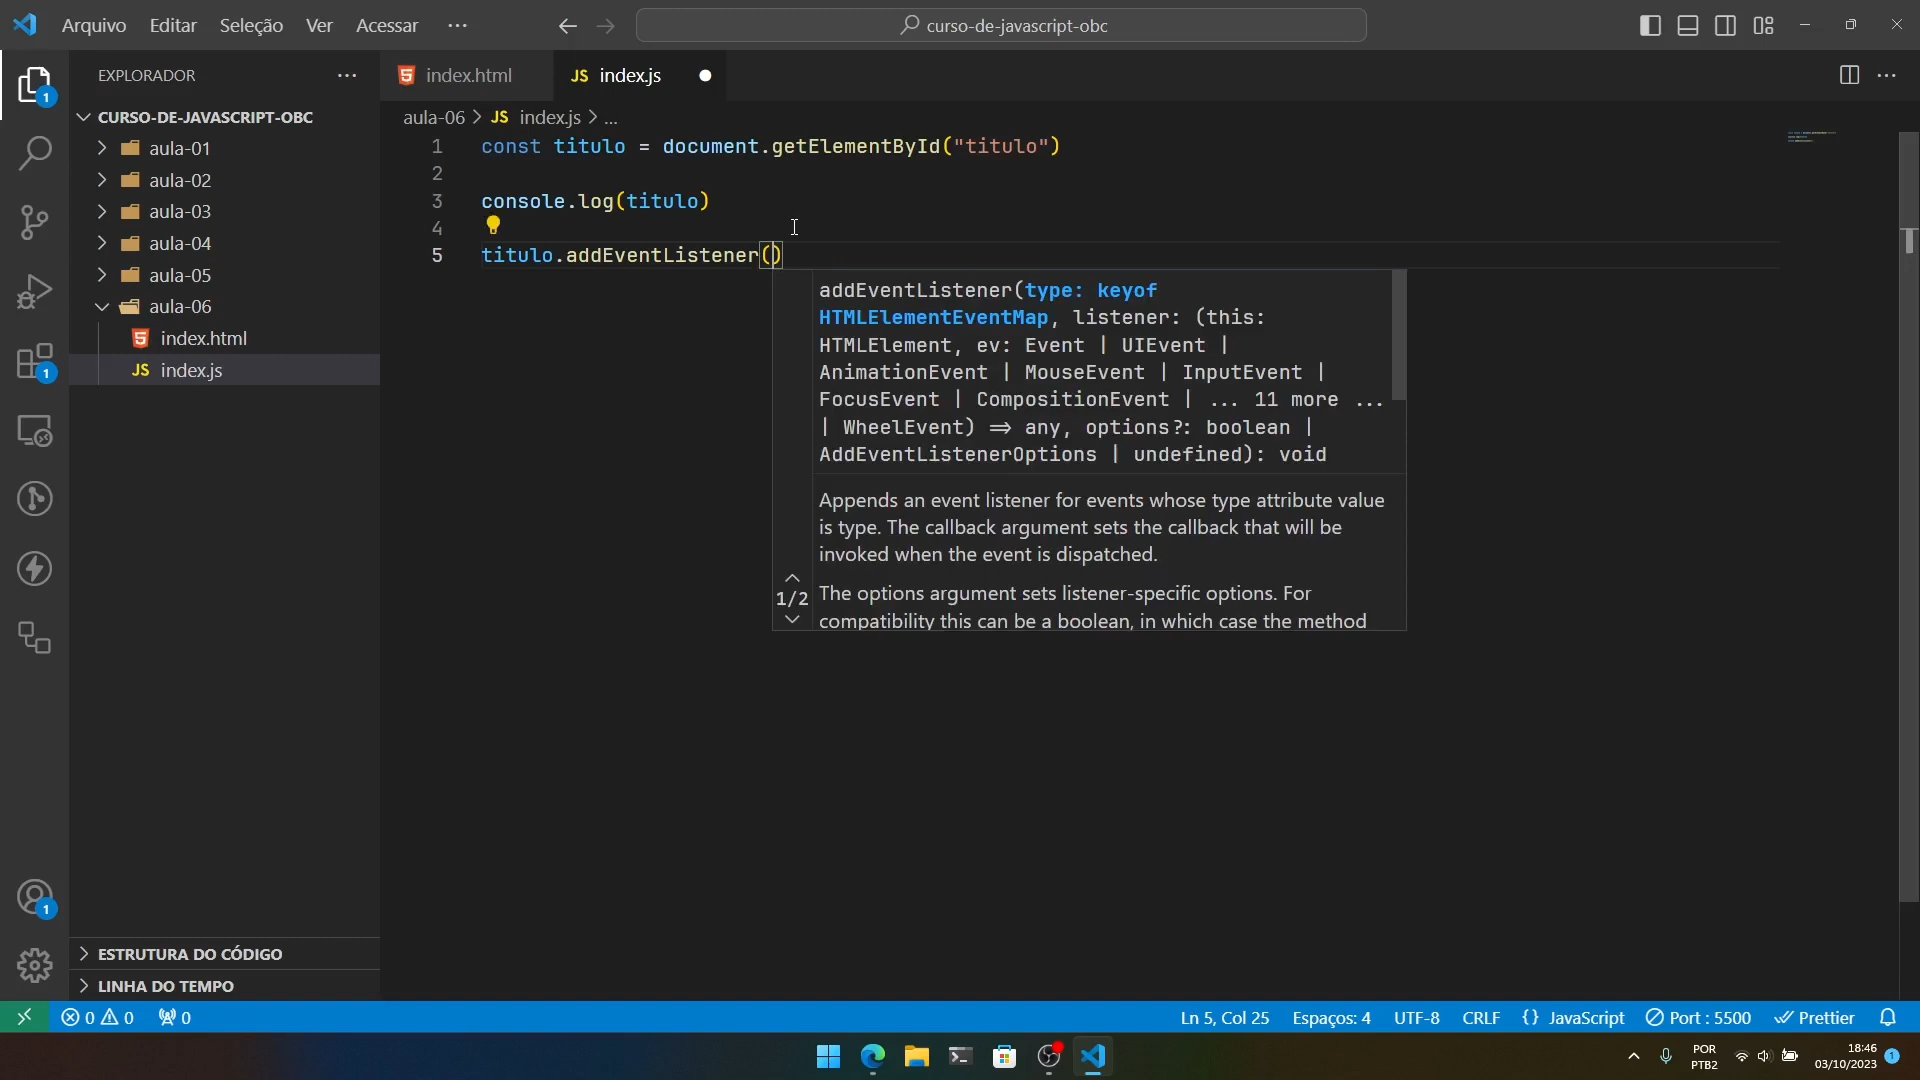 Arquivo Editar Seleção Ver Acessar ···
curso-de-javascript-obc
EXPLORADOR
index.html
JS index.js
aula-06 > JS index.js > ...
CURSO-DE-JAVASCRIPT-OBC
aula-01
aula-02
aula-03
aula-04
aula-05
aula-06
index.html
JS index.js
1
1
1
ESTRUTURA DO CÓDIGO
LINHA DO TEMPO
1 const titulo = document.getElementById("titulo")
2
3 console.log(titulo)
4
5 titulo.addEventListener()
addEventListener(type: keyof
HTMLElementEventMap, listener: (this:
HTMLElement, ev: Event | UIEvent |
AnimationEvent | MouseEvent | InputEvent |
FocusEvent | CompositionEvent | ... 11 more ...
| WheelEvent) => any, options?: boolean |
AddEventListenerOptions | undefined): void
Appends an event listener for events whose type attribute value
is type. The callback argument sets the callback that will be
invoked when the event is dispatched.
1/2
The options argument sets listener-specific options. For
compatibility this can be a boolean, in which case the method
0 0 0
Ln 5, Col 25 Espaços: 4 UTF-8 CRLF {} JavaScript Port : 5500 Prettier
POR
PTB2
18:46
03/10/2023
1